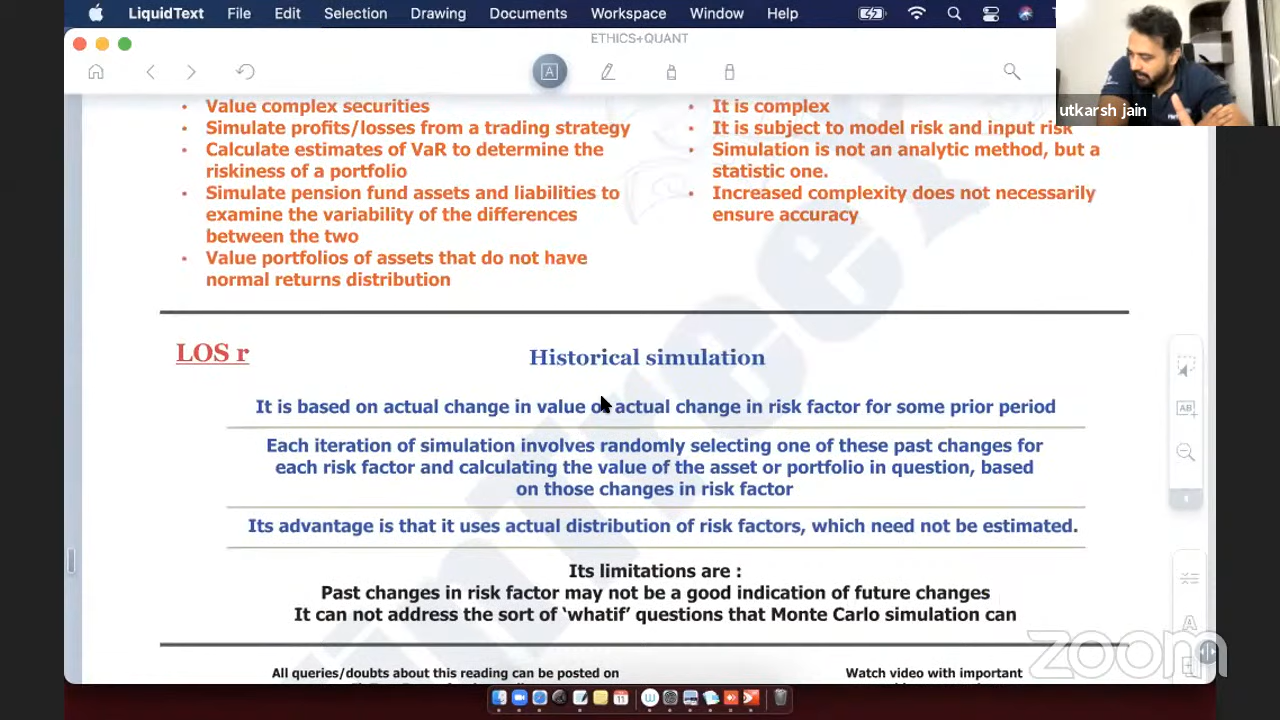 LiquidText File Edit Selection Drawing Documents Workspace Window Help
ETHICS+QUANT
A
utkarsh jain
• Value complex securities
• Simulate profits/losses from a trading strategy
• Calculate estimates of VaR to determine the
riskiness of a portfolio
• Simulate pension fund assets and liabilities to
examine the variability of the differences
between the two
• Value portfolios of assets that do not have
normal returns distribution
• It is complex
• It is subject to model risk and input risk
• Simulation is not an analytic method, but a
statistic one.
• Increased complexity does not necessarily
ensure accuracy
LOS r
Historical simulation
It is based on actual change in value or actual change in risk factor for some prior period
Each iteration of simulation involves randomly selecting one of these past changes for
each risk factor and calculating the value of the asset or portfolio in question, based
on those changes in risk factor
Its advantage is that it uses actual distribution of risk factors, which need not be estimated.
Its limitations are :
Past changes in risk factor may not be a good indication of future changes
It can not address the sort of ‘whatif’ questions that Monte Carlo simulation can
All queries/doubts about this reading can be posted on
Watch video with important
AB
A
zoom